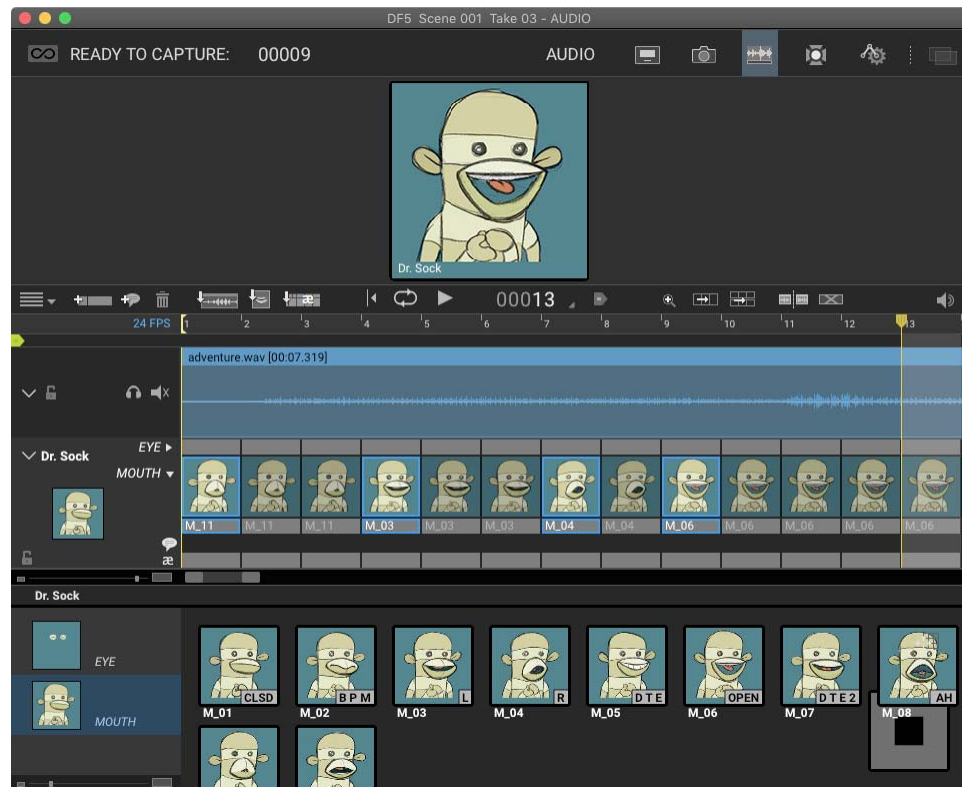 DF5 Scene 001 Take 03 - AUDIO
READY TO CAPTURE: 00009 AUDIO
Dr. Sock
æ
00013
24 FPS 1 2 3 4 5 6 7 8 9 10 11 12 13
adventure.wav [00:07.319]
EYE
Dr. Sock
MOUTH
M_11 M_11 M_11 M_03 M_03 M_03 M_04 M_04 M_06 M_06 M_06 M_06 M_06
æ
Dr. Sock
EYE
MOUTH
CLSD B P M L R D T E OPEN D T E 2 AH
M_01 M_02 M_03 M_04 M_05 M_06 M_07 M_08